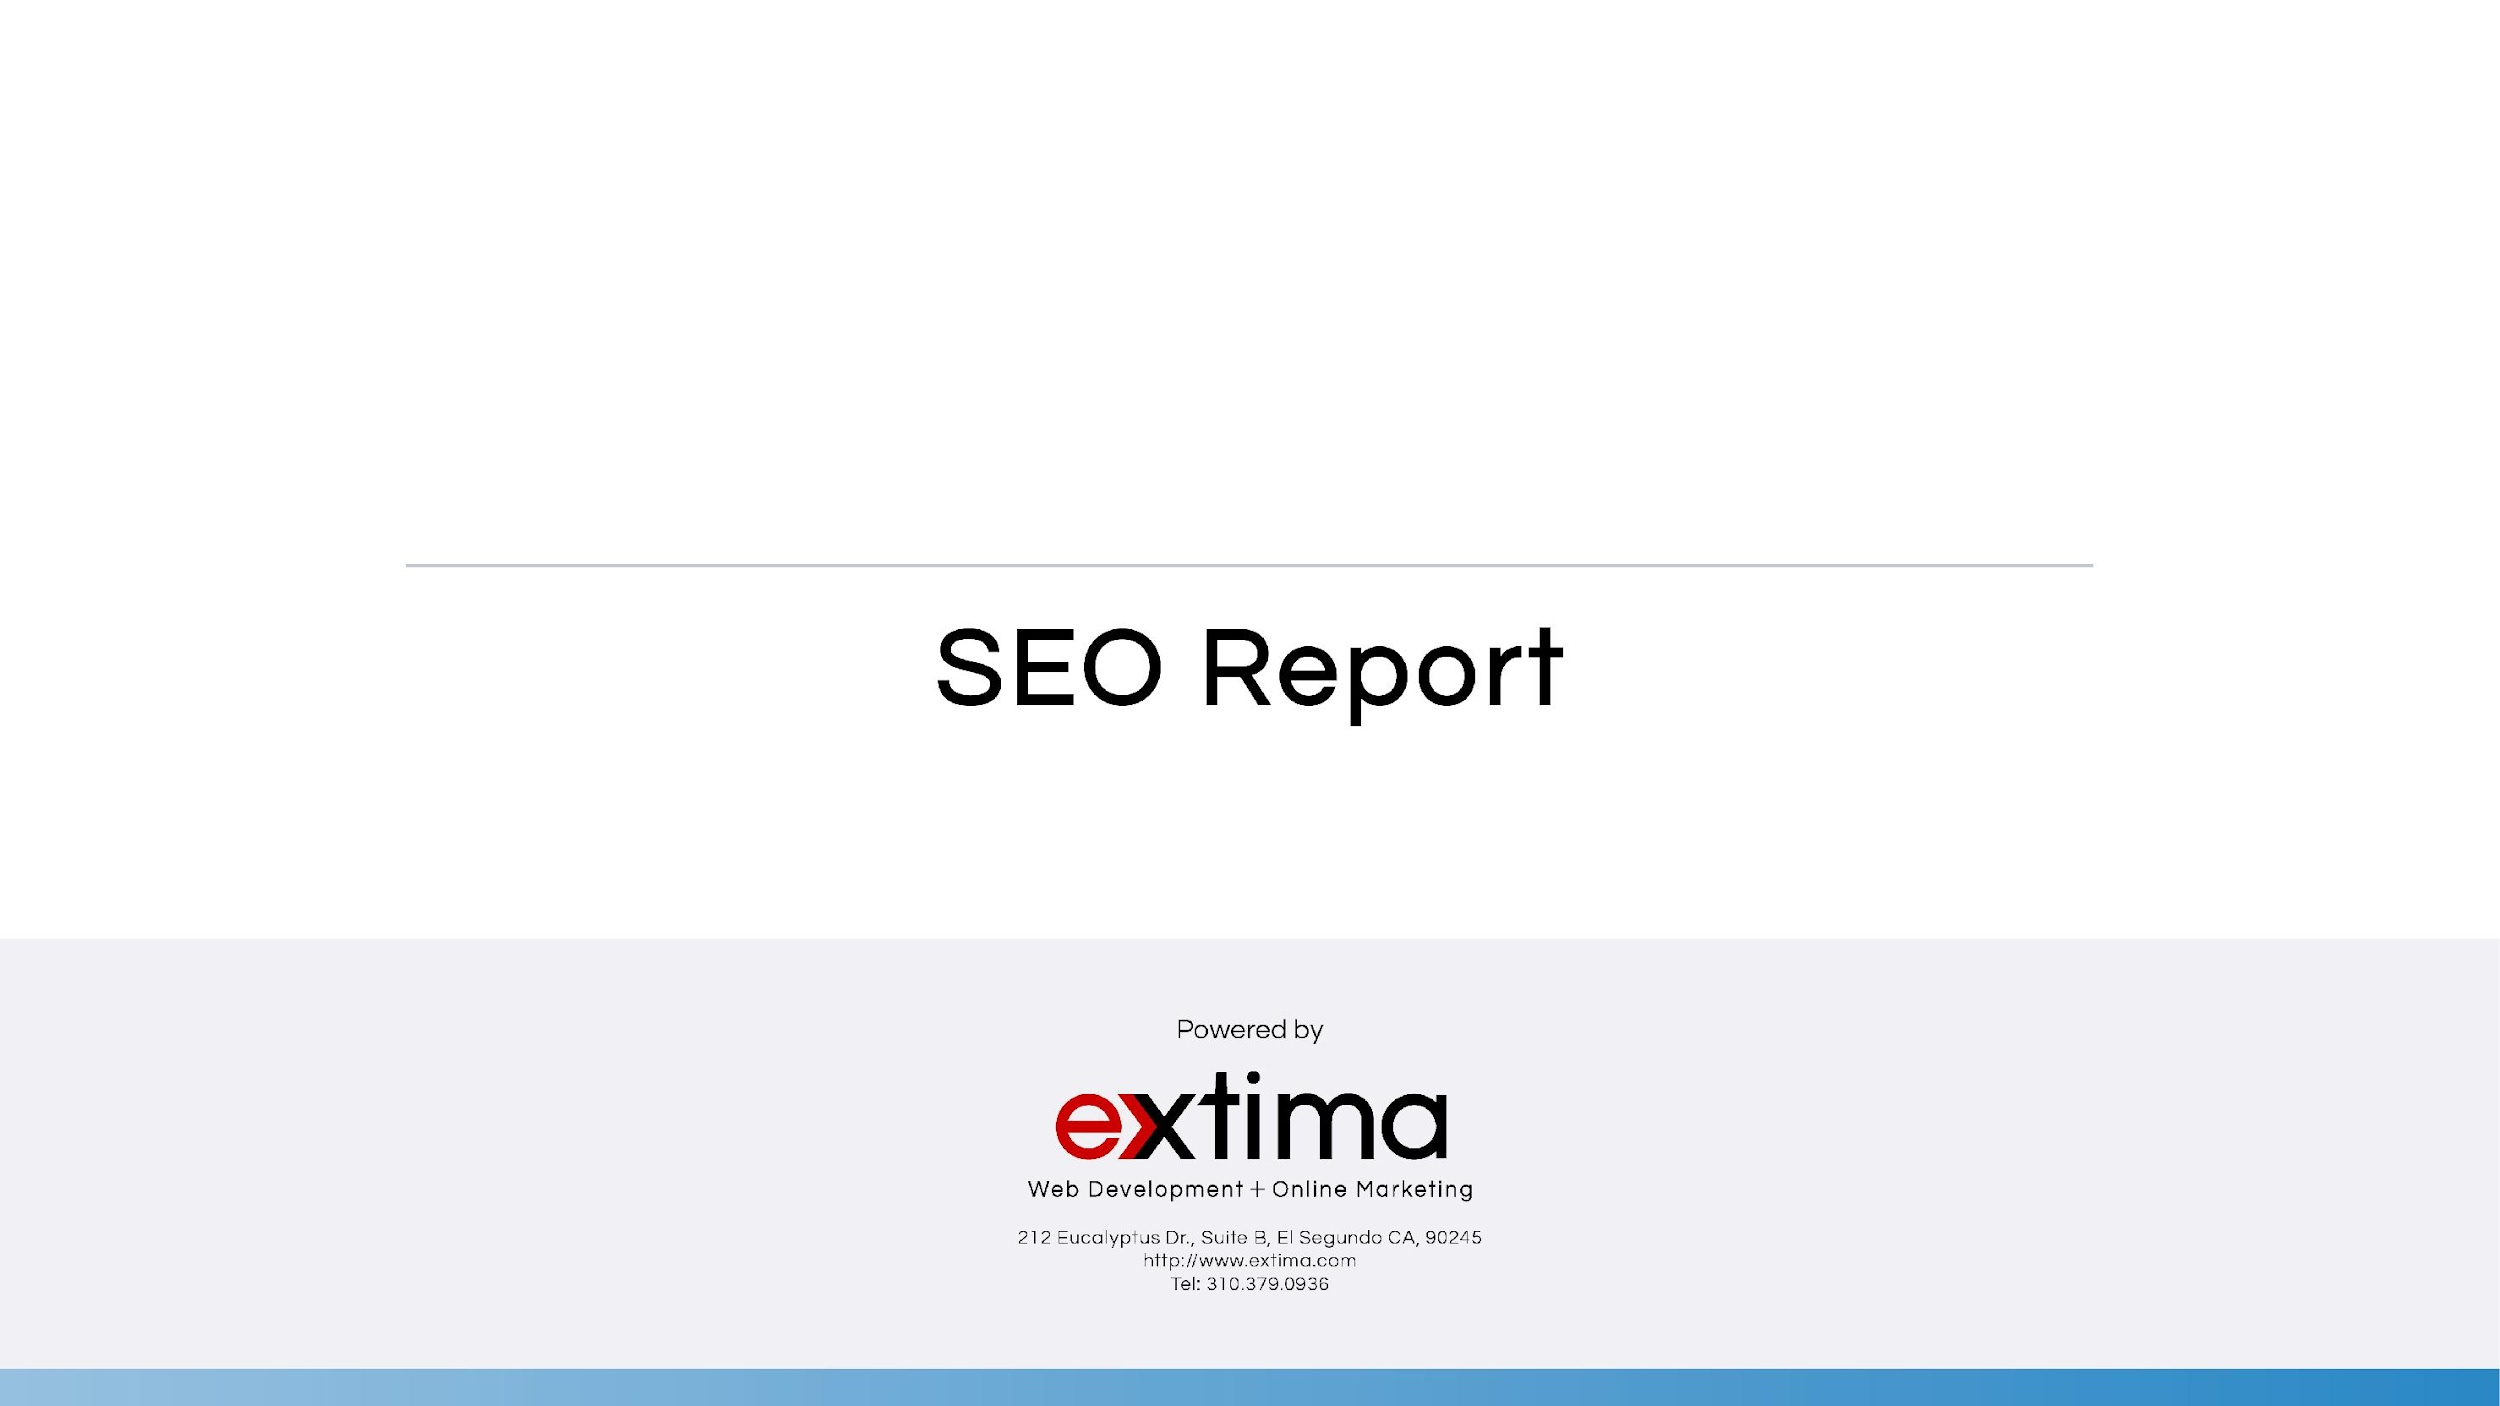 SEO Report
Powered by
extima
Web Development + Online Marketing
212 Eucalyptus Dr., Suite B, El Segundo CA, 90245
http://www.extima.com
Tel: 310.379.0936